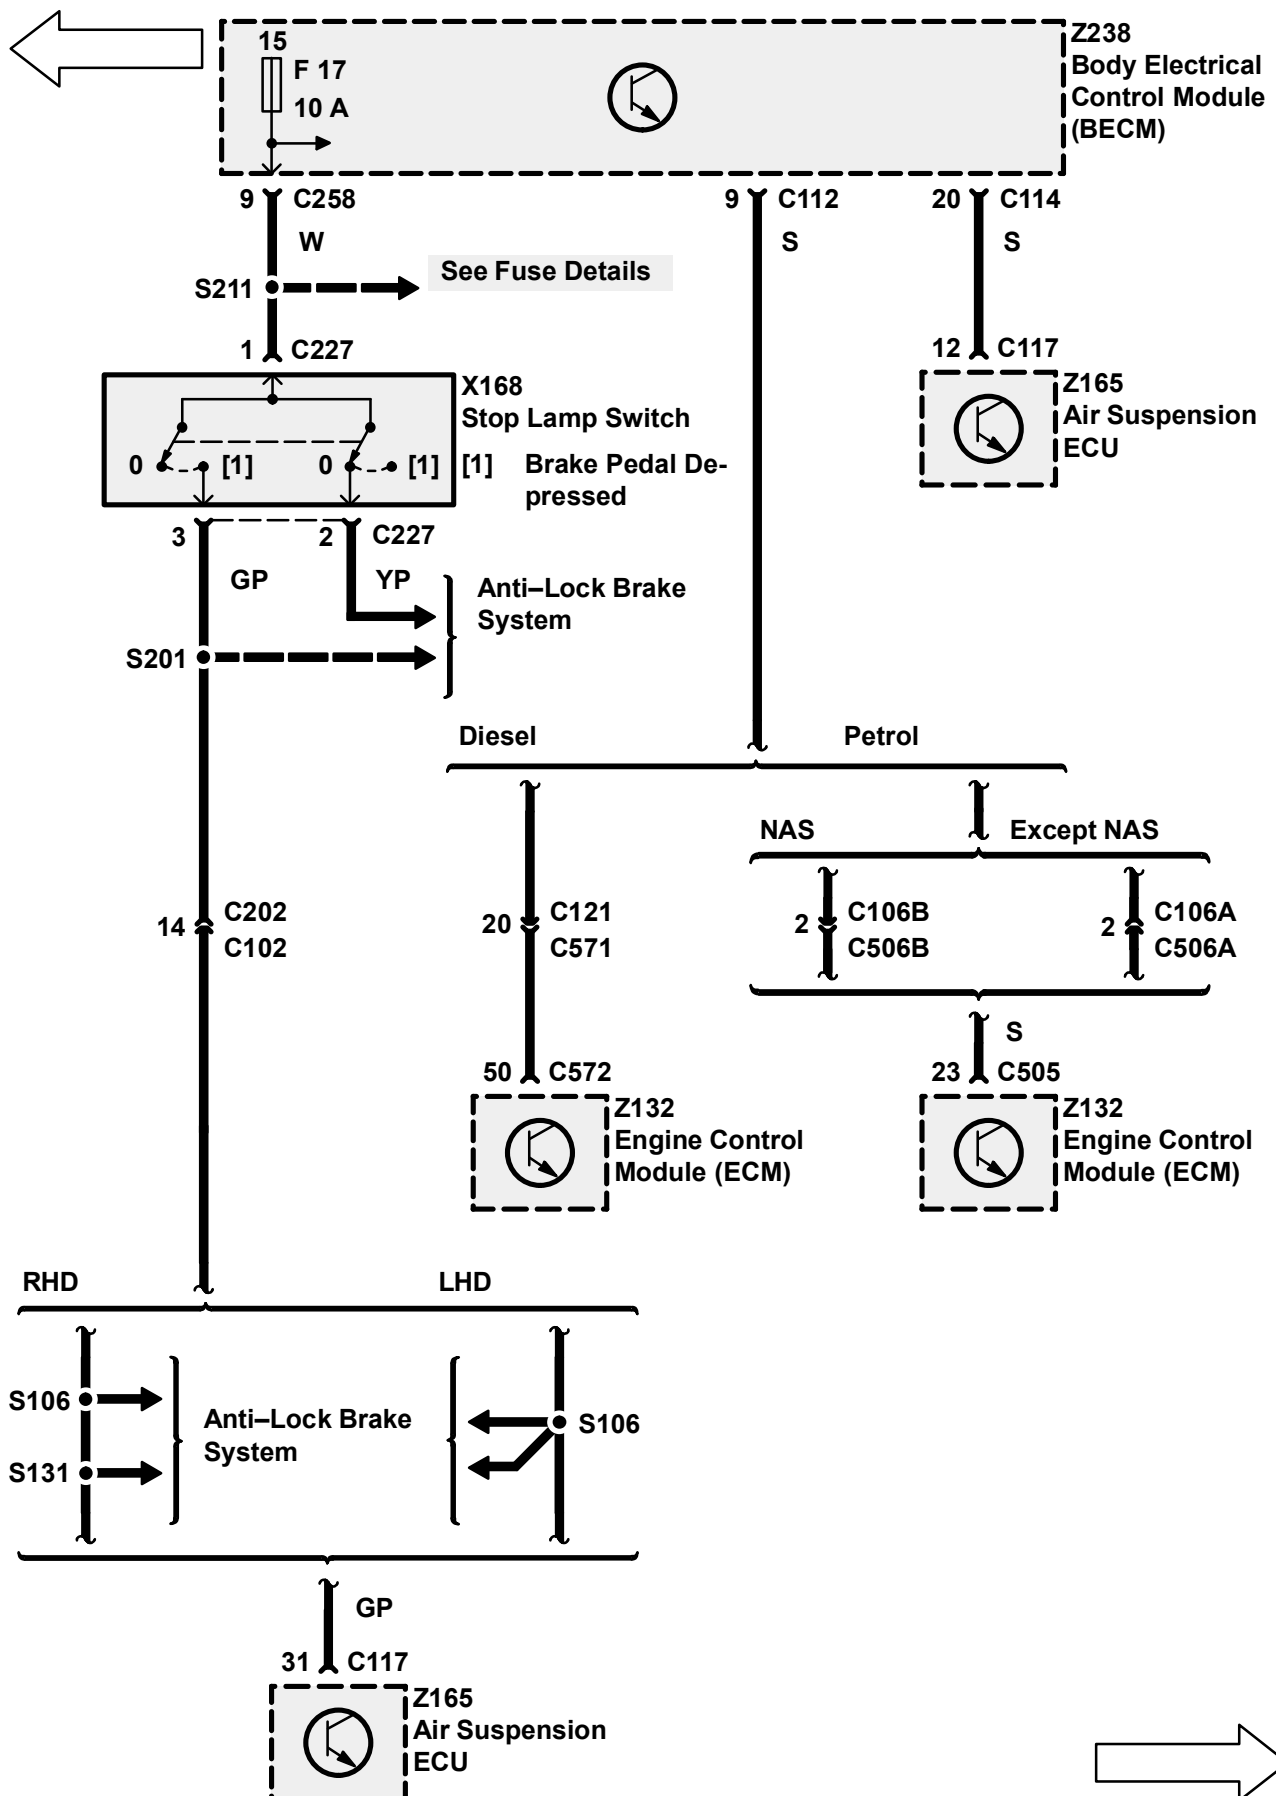 15
F 17
10 A
Z238
Body Electrical
Control Module
(BECM)
9 C258
W
9 C112
S
20 C114
S
S211
See Fuse Details
1 C227
12 C117
X168
Stop Lamp Switch
0 [1] 0 [1]
[1] Brake Pedal De-
pressed
Z165
Air Suspension
ECU
3 2 C227
GP YP
Anti–Lock Brake
System
S201
Diesel Petrol
NAS Except NAS
14 C202
C102
20 C121
C571
2 C106B
C506B
2 C106A
C506A
S
50 C572
23 C505
Z132
Engine Control
Module (ECM)
Z132
Engine Control
Module (ECM)
RHD LHD
S106
S131
Anti–Lock Brake
System
S106
GP
31 C117
Z165
Air Suspension
ECU